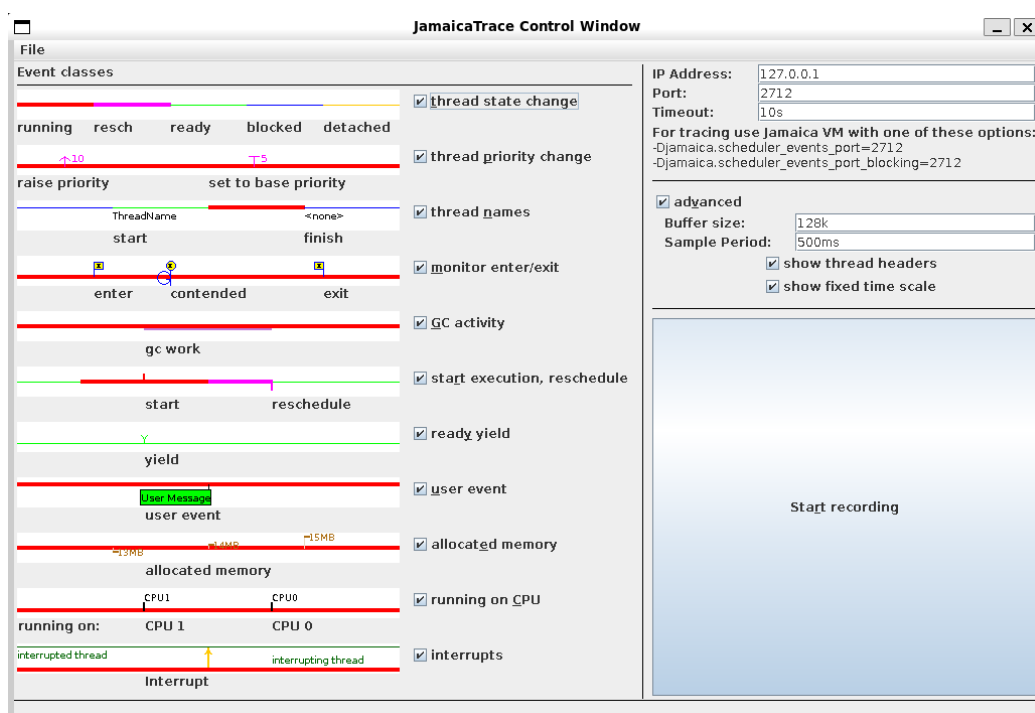 JamaicaTrace Control Window
File
Event classes
running resch ready blocked detached
thread state change
10 5
raise priority set to base priority
thread priority change
ThreadName <none>
start finish
thread names
enter contended exit
monitor enter/exit
gc work
GC activity
start reschedule
start execution, reschedule
Y
yield
ready yield
User Message
user event
user event
13MB 14MB 15MB
allocated memory
allocated memory
CPU1 CPU0
running on: CPU 1 CPU 0
running on CPU
interrupted thread interrupting thread
Interrupt
interrupts
IP Address: 127.0.0.1
Port: 2712
Timeout: 10s
For tracing use Jamaica VM with one of these options:
-Djamaica.scheduler_events_port=2712
-Djamaica.scheduler_events_port_blocking=2712
advanced
Buffer size: 128k
Sample Period: 500ms
show thread headers
show fixed time scale
Start recording